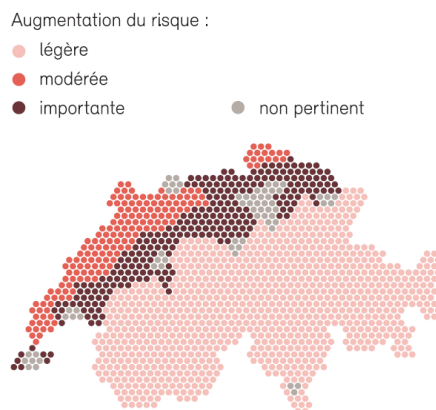 Augmentation du risque :
légère
modérée
importante
non pertinent